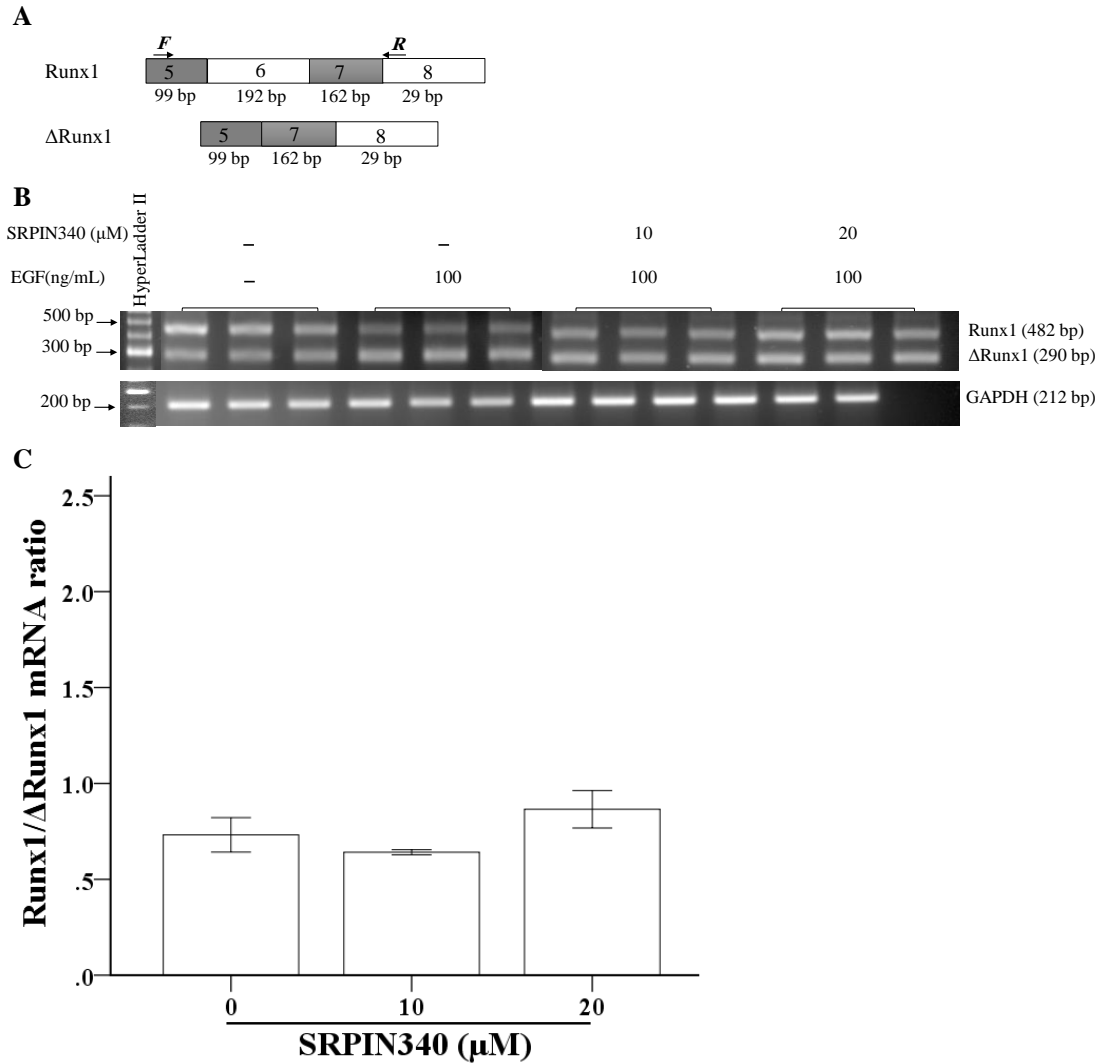 A
F R
Runx1 5 6 7 8
99 bp 192 bp 162 bp 29 bp
ΔRunx1 5 7 8
99 bp 162 bp 29 bp
B
HyperLadder II
SRPIN340 (μM) – – 10 20
EGF(ng/mL) – 100 100 100
500 bp Runx1 (482 bp)
300 bp ΔRunx1 (290 bp)
200 bp GAPDH (212 bp)
C
Runx1/ΔRunx1 mRNA ratio
2.5
2.0
1.5
1.0
.5
.0
0 10 20
SRPIN340 (μM)